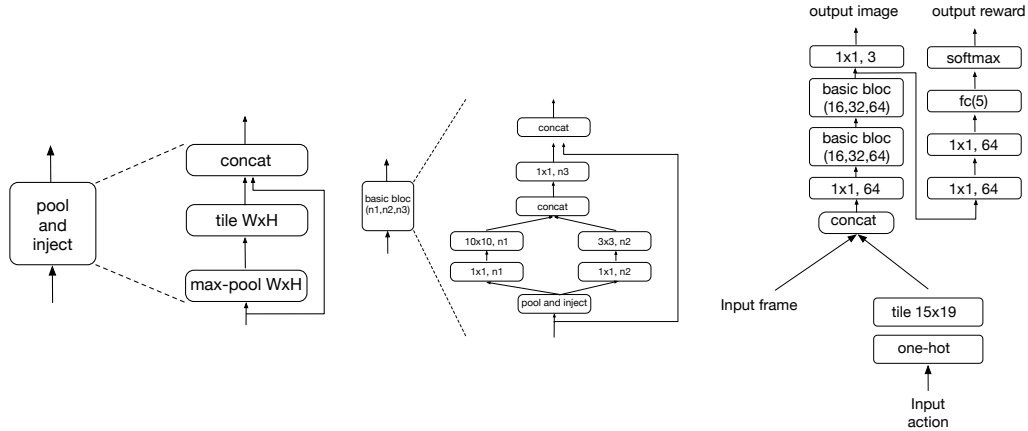 pool
and
inject
concat
tile WxH
max-pool WxH
basic bloc
(n1,n2,n3)
concat
1x1, n3
concat
10x10, n1
3x3, n2
1x1, n1
1x1, n2
pool and inject
output image
output reward
1x1, 3
softmax
basic bloc
(16,32,64)
fc(5)
basic bloc
(16,32,64)
1x1, 64
1x1, 64
1x1, 64
concat
Input frame
tile 15x19
one-hot
Input
action